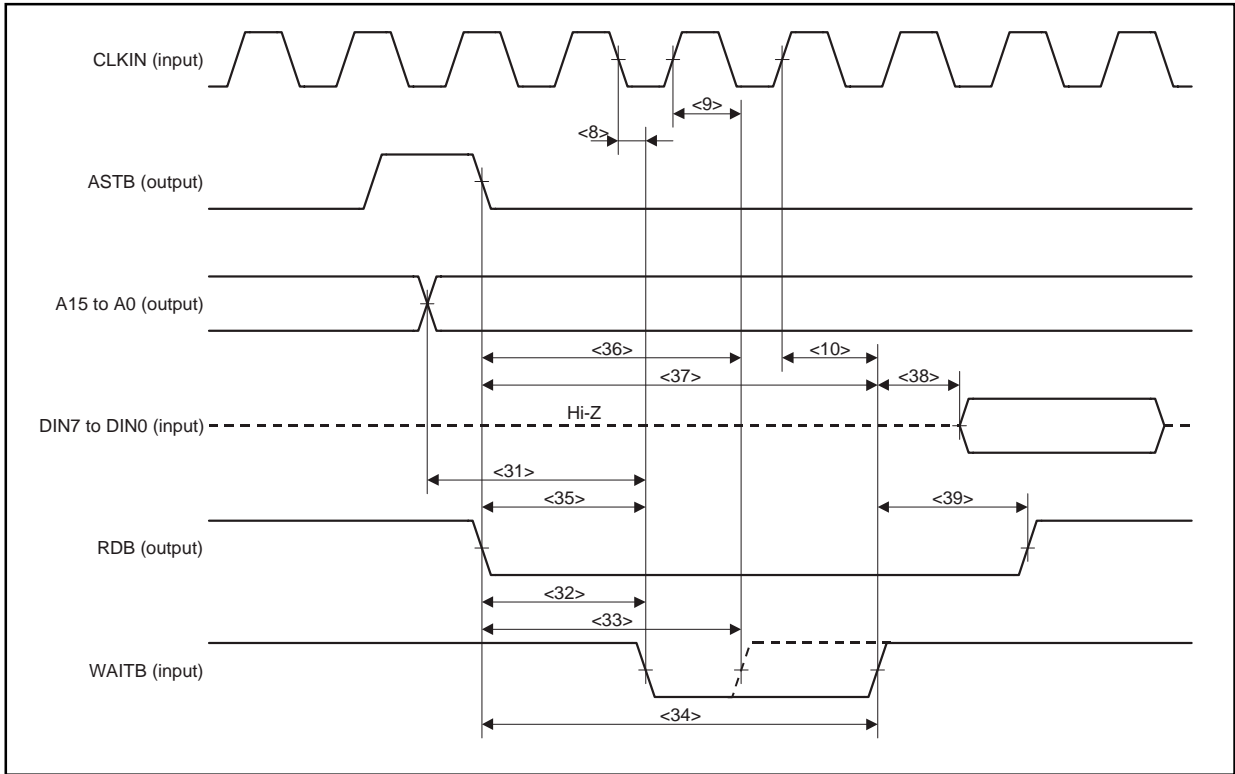 CLKIN (input)
<9>
<8>
ASTB (output)
A15 to A0 (output)
<36>
<10>
<37>
<38>
Hi-Z
DIN7 to DIN0 (input)
<31>
<35>
<39>
RDB (output)
<32>
<33>
WAITB (input)
<34>